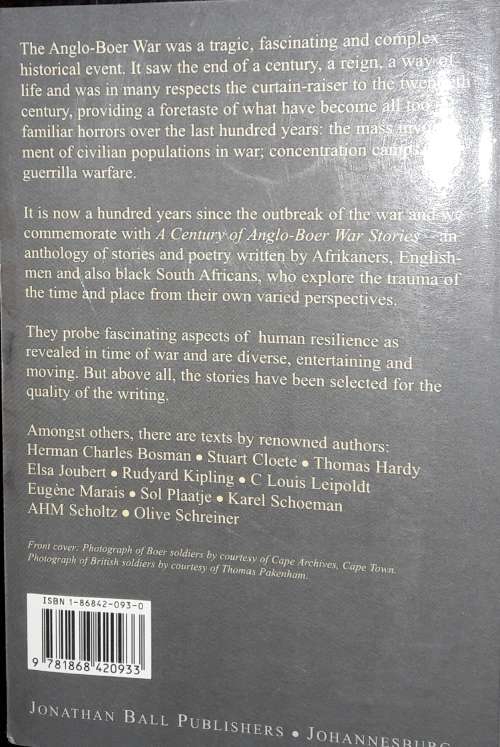 The Anglo-Boer War was a tragic, fascinating and complex
historical event. It saw the end of a century, a reign, a way of
life and was in many respects the curtain-raiser to the twentieth
century, providing a foretaste of what have become all too
familiar horrors over the last hundred years: the mass involve-
ment of civilian populations in war; concentration camps;
guerrilla warfare.
It is now a hundred years since the outbreak of the war and we
commemorate with A Century of Anglo-Boer War Stories – an
anthology of stories and poetry written by Afrikaners, English-
men and also black South Africans, who explore the trauma of
the time and place from their own varied perspectives.
They probe fascinating aspects of human resilience as
revealed in time of war and are diverse, entertaining and
moving. But above all, the stories have been selected for the
quality of the writing.
Amongst others, there are texts by renowned authors:
Herman Charles Bosman • Stuart Cloete • Thomas Hardy
Elsa Joubert • Rudyard Kipling • C Louis Leipoldt
Eugène Marais • Sol Plaatje • Karel Schoeman
AHM Scholtz • Olive Schreiner
Front cover: Photograph of Boer soldiers by courtesy of Cape Archives, Cape Town.
Photograph of British soldiers by courtesy of Thomas Pakenham.
ISBN 1-86842-093-0
9 781868 420933
JONATHAN BALL PUBLISHERS • JOHANNESBURG